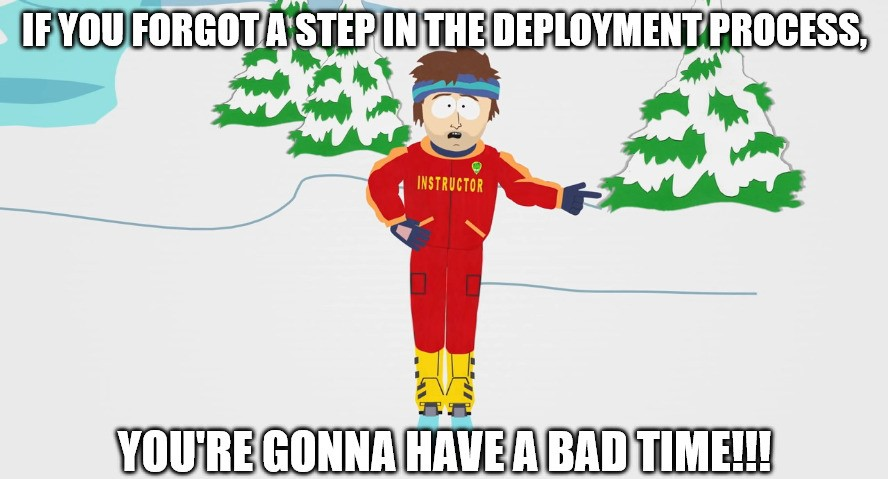 IF YOU FORGOT A STEP IN THE DEPLOYMENT PROCESS,
INSTRUCTOR
YOU'RE GONNA HAVE A BAD TIME!!!